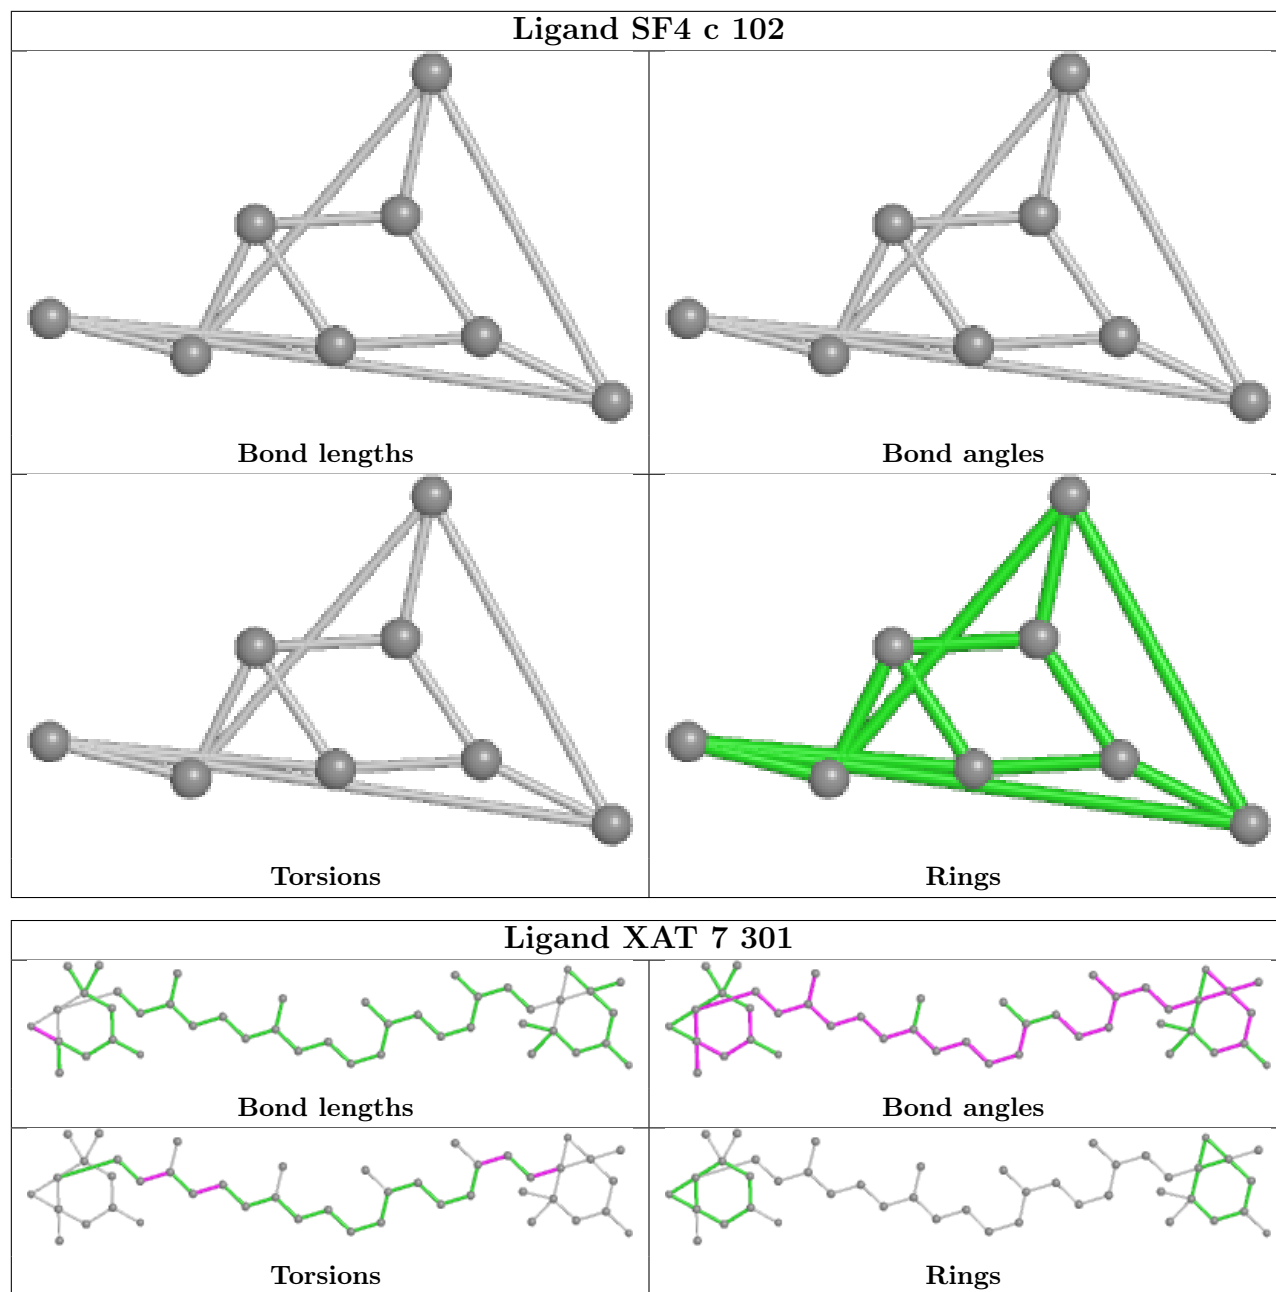 Ligand SF4 c 102
Bond lengths
Bond angles
Torsions
Rings
Ligand XAT 7 301
Bond lengths
Bond angles
Torsions
Rings